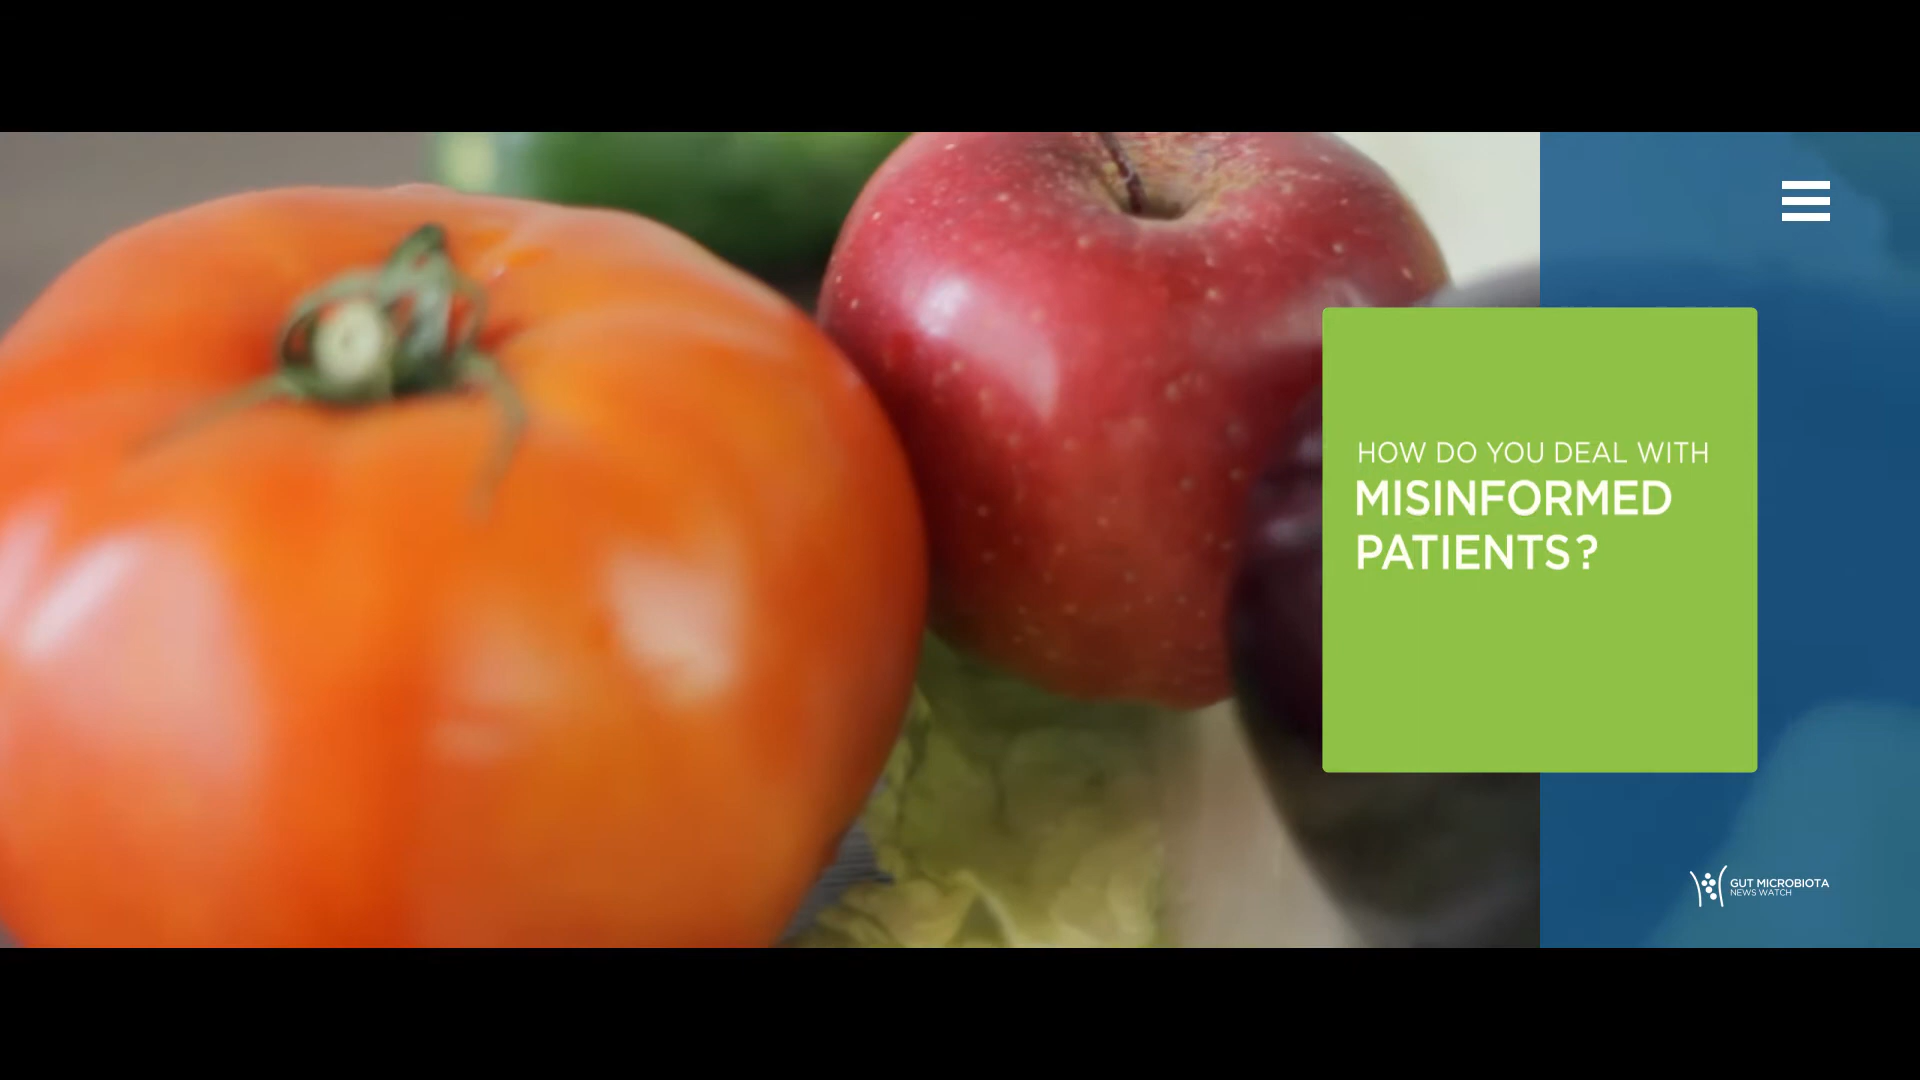 HOW DO YOU DEAL WITH
MISINFORMED
PATIENTS?
GUT MICROBIOTA
NEWS WATCH